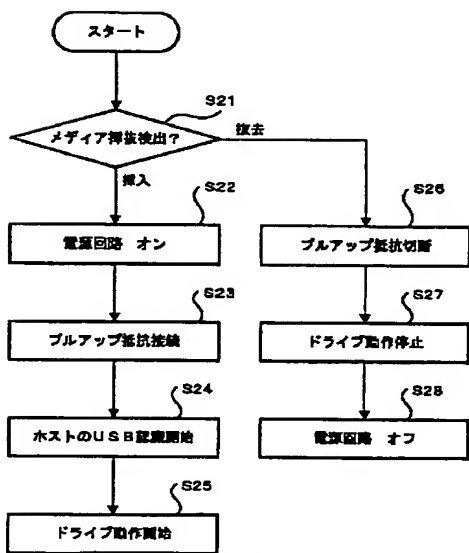 スタート
S21
メディア挿抜検出?
抜去
挿入
S22
電源回路 オン
S23
プルアップ抵抗接続
S24
ホストのUSB認識開始
S25
ドライブ動作開始
S26
プルアップ抵抗切断
S27
ドライブ動作停止
S28
電源回路 オフ